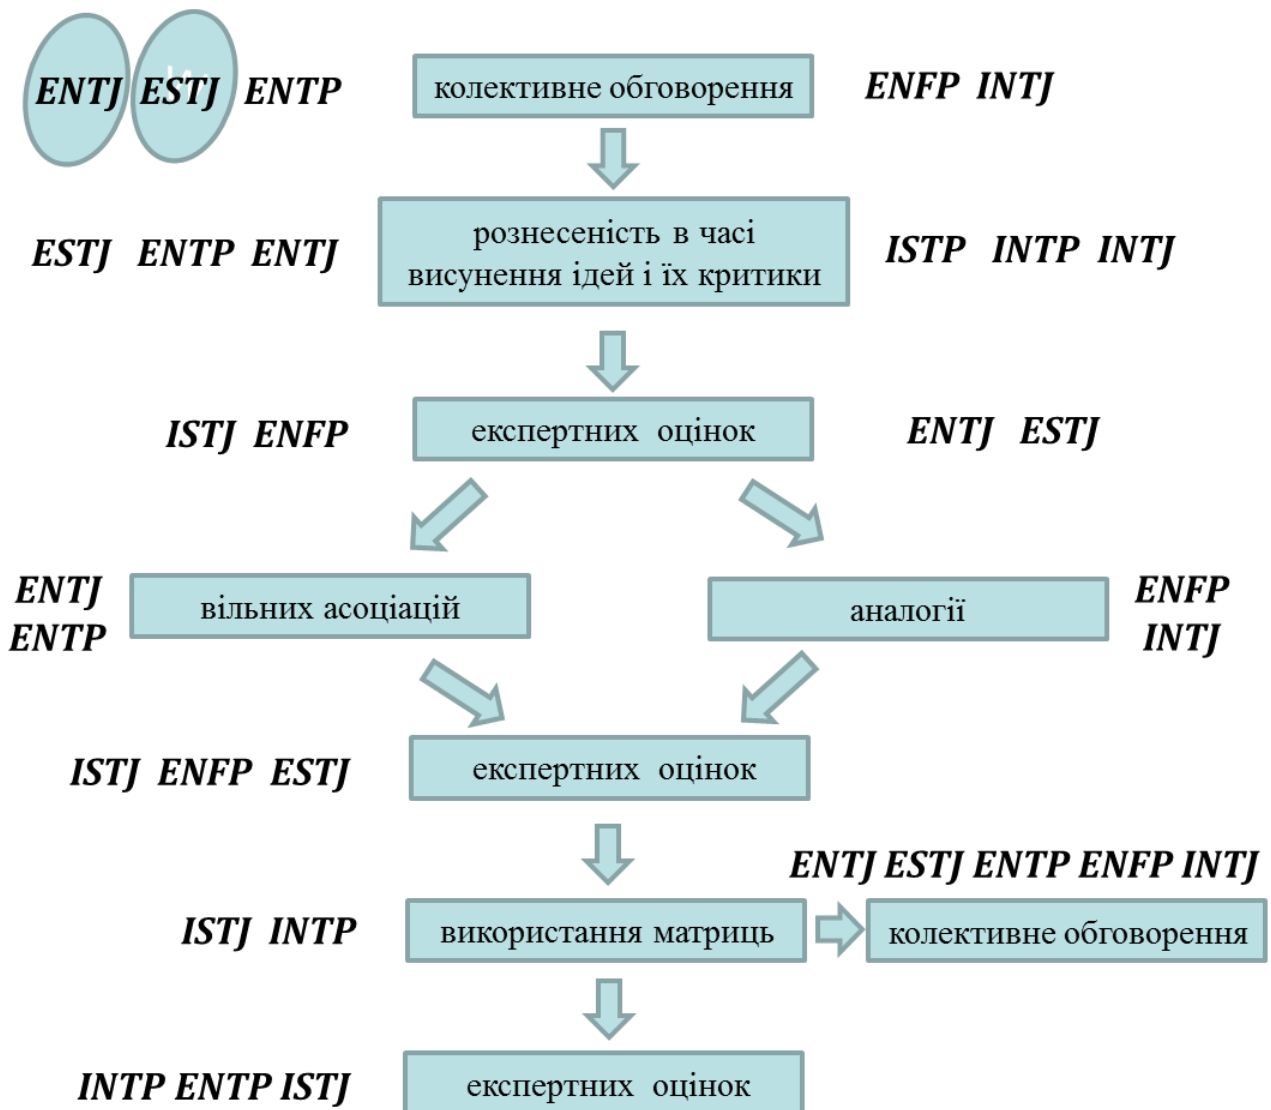 ENTJ ESTJ ENTP колективне обговорення ENFP INTJ
ESTJ ENTP ENTJ рознесеність в часі ISTP INTP INTJ
висунення ідей і їх критики
ISTJ ENFP експертних оцінок ENTJ ESTJ
ENTJ
ENTP
вільних асоціацій
аналогії
ENFP
INTJ
ISTJ ENFP ESTJ експертних оцінок
ENTJ ESTJ ENTP ENFP INTJ
ISTJ INTP використання матриць колективне обговорення
INTP ENTP ISTJ експертних оцінок